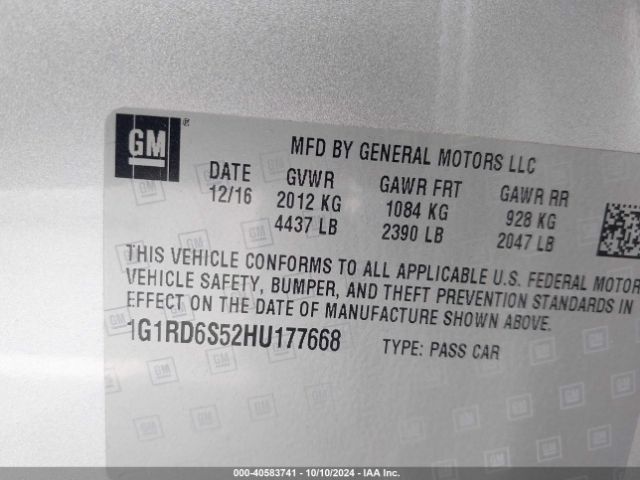 GM ®
MFD BY GENERAL MOTORS LLC
DATE GVWR GAWR FRT GAWR RR
12/16 2012 KG 1084 KG 928 KG
4437 LB 2390 LB 2047 LB
THIS VEHICLE CONFORMS TO ALL APPLICABLE U.S. FEDERAL MOTOR
VEHICLE SAFETY, BUMPER, AND THEFT PREVENTION STANDARDS IN
EFFECT ON THE DATE OF MANUFACTURE SHOWN ABOVE.
1G1RD6S52HU177668 TYPE: PASS CAR
000-40583741 - 10/10/2024 - IAA Inc.